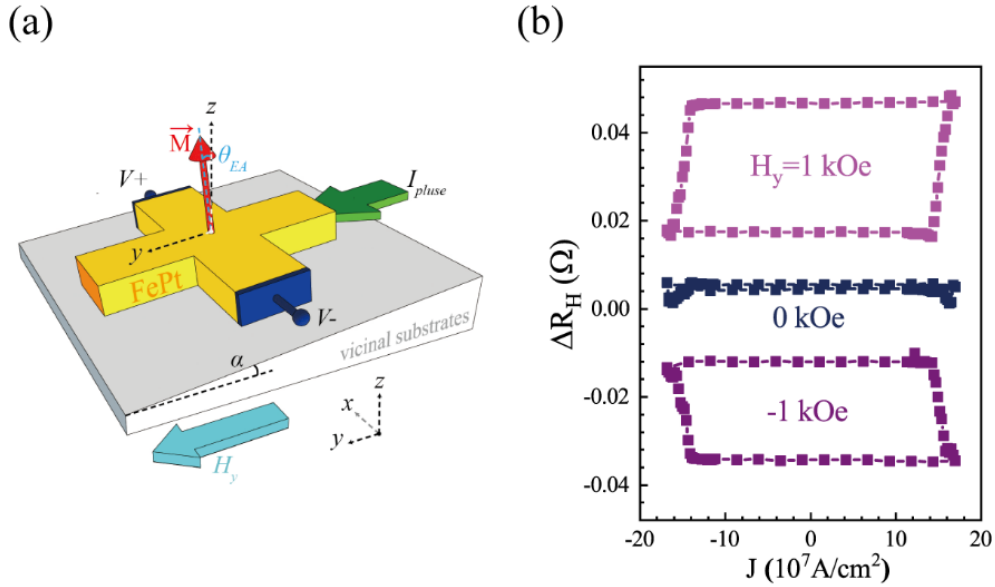 (a)
(b)
z
M
θEA
V+
Ipluse
y
FePt
V-
vicinal substrates
α
Hy
x
y
z
ΔRH (Ω)
0.04
0.02
0.00
-0.02
-0.04
Hy=1 kOe
0 kOe
-1 kOe
-20 -10 0 10 20
J (10⁷A/cm²)